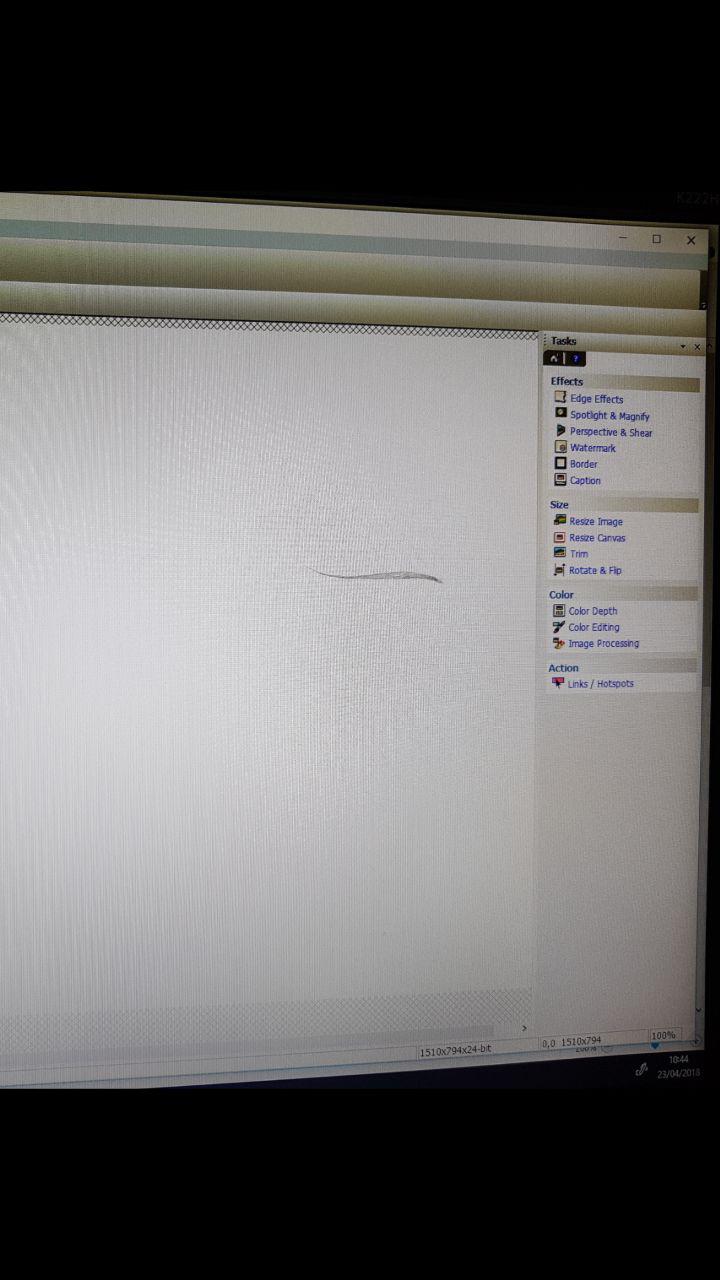 K222H
Tasks
?
Effects
Edge Effects
Spotlight & Magnify
Perspective & Shear
Watermark
Border
Caption
Size
Resize Image
Resize Canvas
Trim
Rotate & Flip
Color
Color Depth
Color Editing
Image Processing
Action
Links / Hotspots
1510x794x24-bit
0,0 1510x794
100%
10:44
23/04/2018